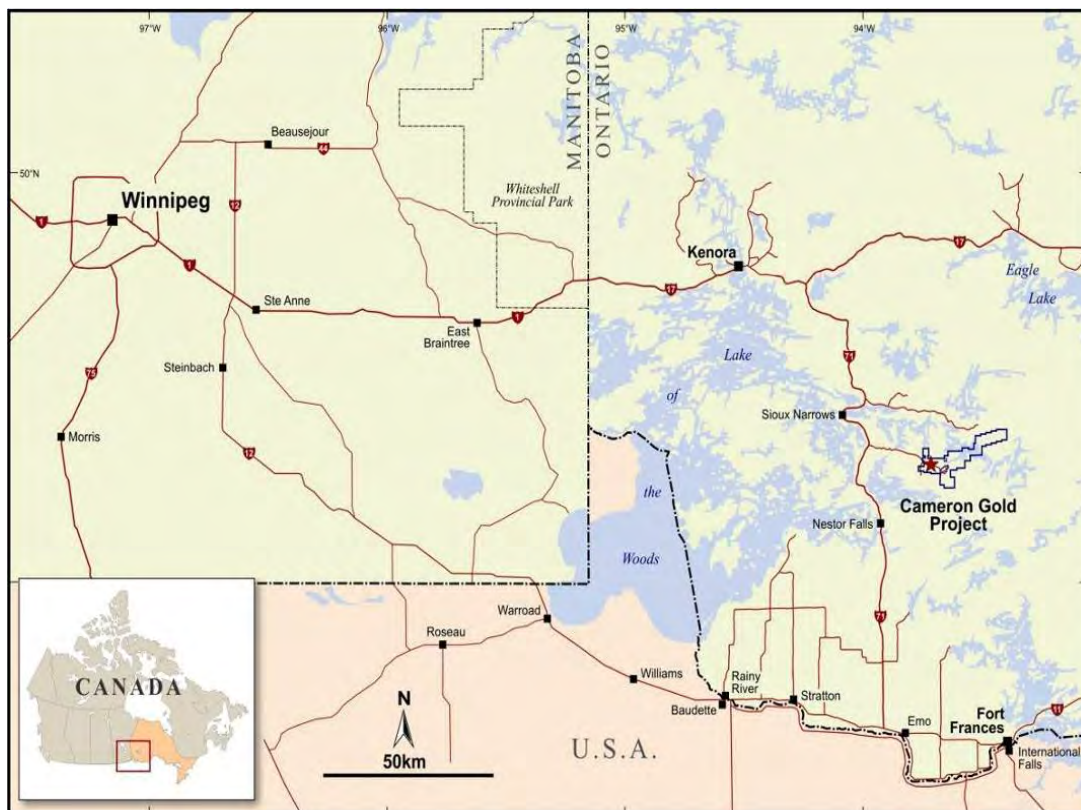 97°W
96°W
95°W
94°W
50°N
MANITOBA
ONTARIO
Beausejour
44
Whiteshell
Provincial Park
Winnipeg
1
12
1
Kenora
17
17
Eagle
Lake
Ste Anne
East
Braintree
1
71
Steinbach
Lake
of
75
Sioux Narrows
Morris
12
the
Woods
Cameron Gold
Project
Nestor Falls
71
Warroad
Roseau
Williams
Rainy
River
Baudette
Stratton
Emo
Fort
Frances
11
International
Falls
CANADA
N
50km
U.S.A.